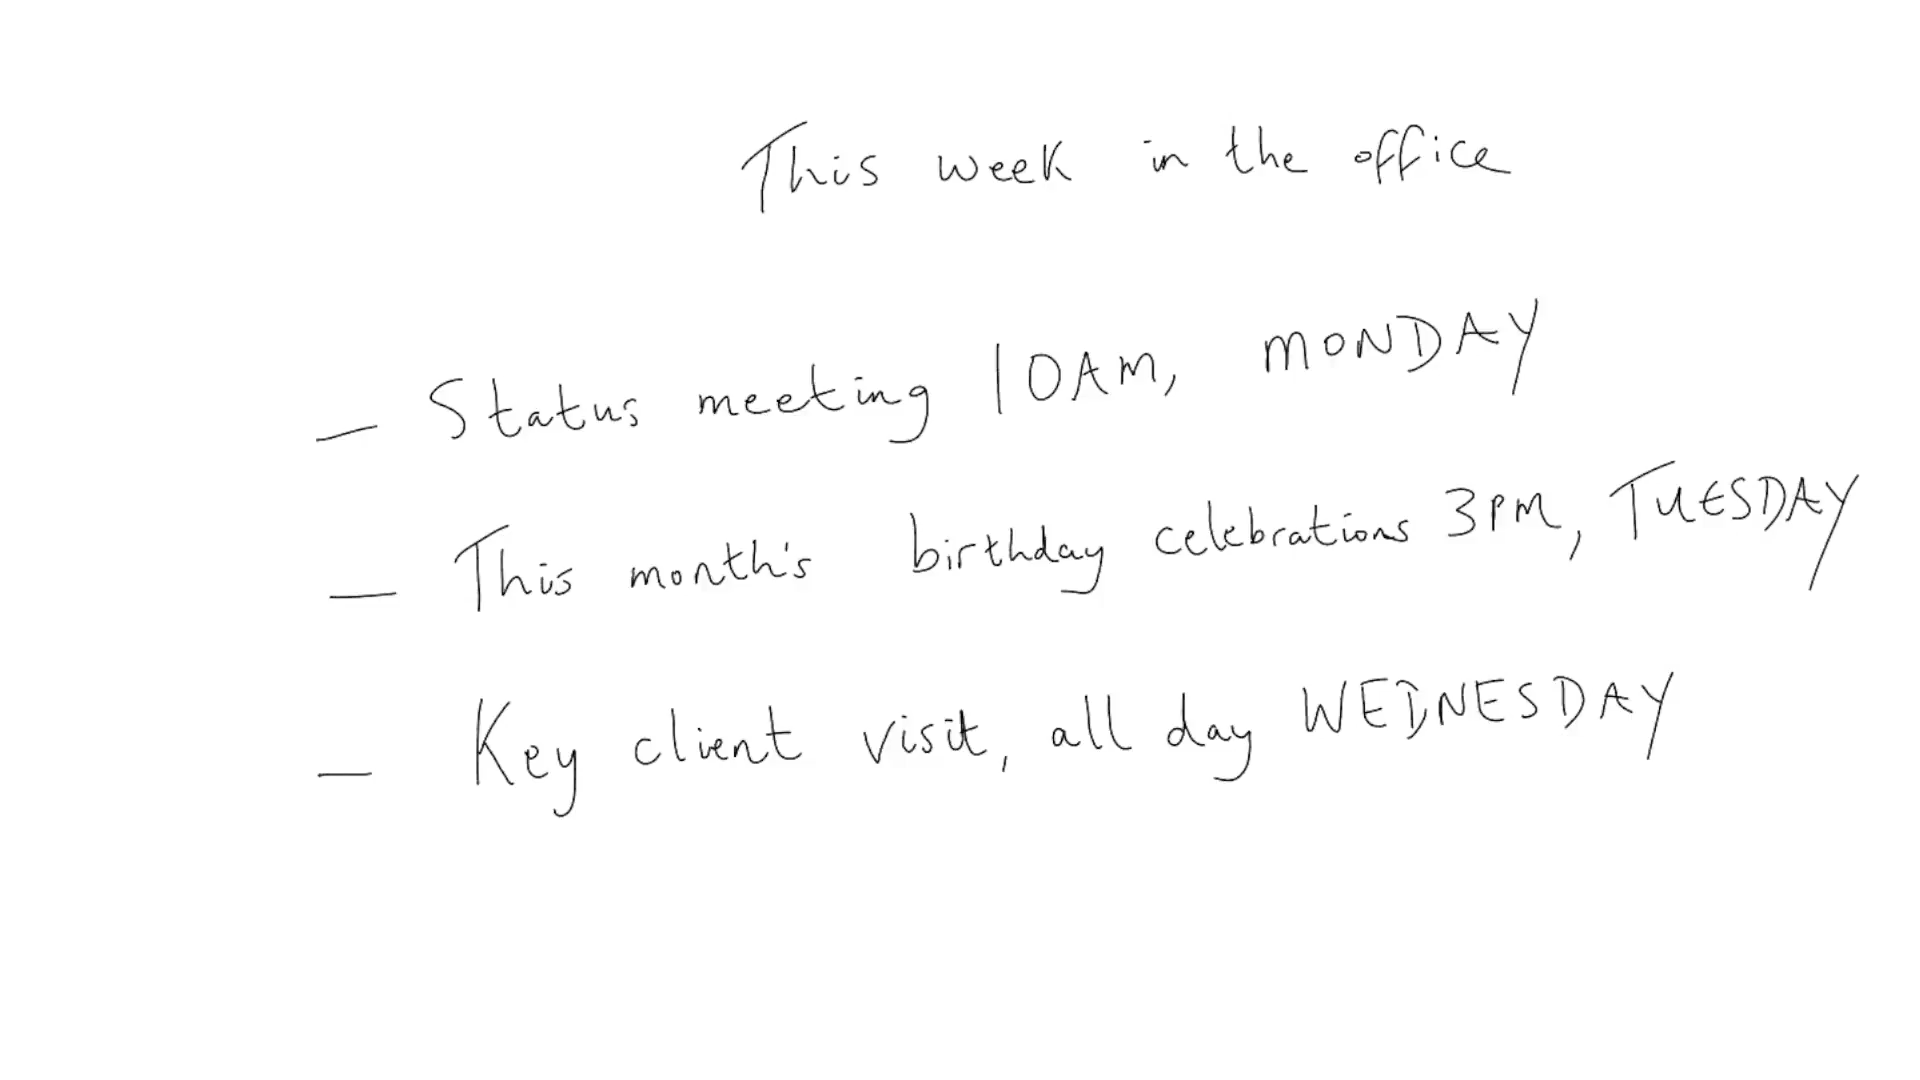 This week in the office
– Status meeting 10AM, MONDAY
– This month's birthday celebrations 3PM, TUESDAY
– Key client visit, all day WEDNESDAY